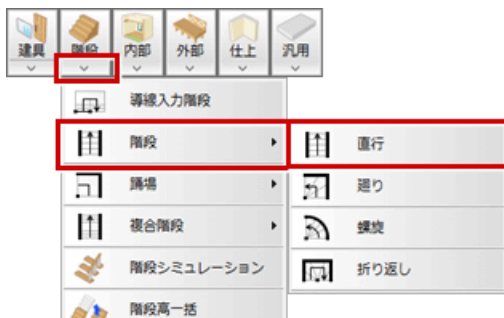 建具 階段 内部 外部 仕上 汎用
導線入力階段
階段 直行
踊場 廻り
複合階段 螺旋
階段シミュレーション 折り返し
階段高一括